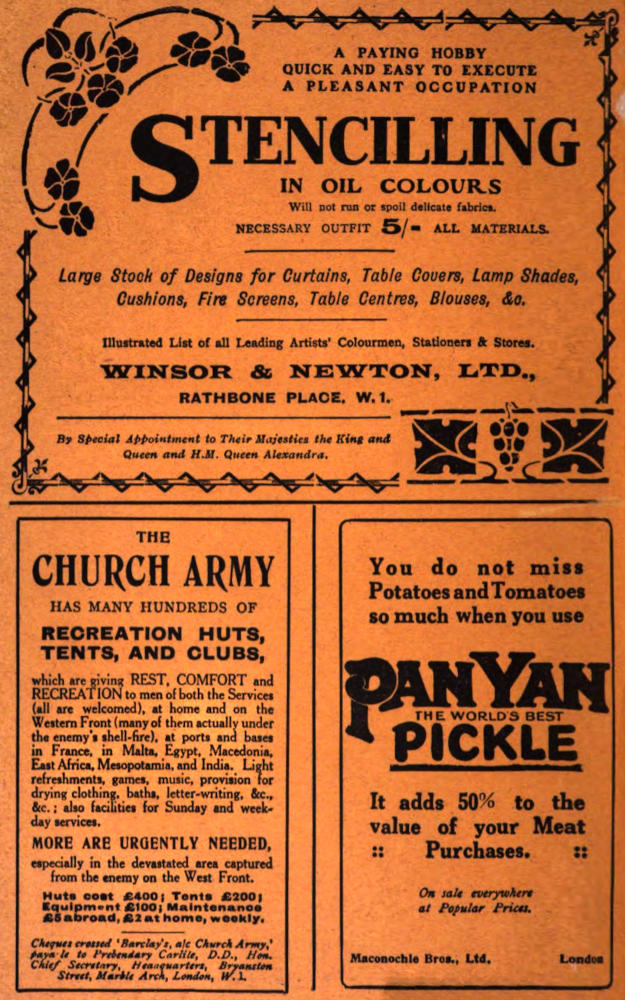 A PAYING HOBBY
QUICK AND EASY TO EXECUTE
A PLEASANT OCCUPATION
STENCILLING
IN OIL COLOURS
Will not run or spoil delicate fabrics.
NECESSARY OUTFIT 5/- ALL MATERIALS.
Large Stock of Designs for Curtains, Table Covers, Lamp Shades,
Cushions, Fire Screens, Table Centres, Blouses, &c.
Illustrated List of all Leading Artists' Colourmen, Stationers & Stores.
WINSOR & NEWTON, LTD.,
RATHBONE PLACE, W. 1.
By Special Appointment to Their Majesties the King and
Queen and H.M. Queen Alexandra.
THE
CHURCH ARMY
HAS MANY HUNDREDS OF
RECREATION HUTS,
TENTS, AND CLUBS,
which are giving REST, COMFORT and
RECREATION to men of both the Services
(all are welcomed), at home and on the
Western Front (many of them actually under
the enemy's shell-fire), at ports and bases
in France, in Malta, Egypt, Macedonia,
East Africa, Mesopotamia, and India. Light
refreshments, games, music, provision for
drying clothing, baths, letter-writing, &c.,
&c.; also facilities for Sunday and week-
day services.
MORE ARE URGENTLY NEEDED,
especially in the devastated area captured
from the enemy on the West Front.
Huts cost £400; Tents £200;
Equipment £100; Maintenance
£5 abroad, £2 at home, weekly.
Cheques crossed 'Barclay's, a/c Church Army,'
payable to Prebendary Carlile, D.D., Hon.
Chief Secretary, Headquarters, Bryanston
Street, Marble Arch, London, W.1.
You do not miss
Potatoes and Tomatoes
so much when you use
PAN YAN
THE WORLD'S BEST
PICKLE
It adds 50% to the
value of your Meat
:: Purchases. ::
On sale everywhere
at Popular Prices.
Maconochie Bros., Ltd. London